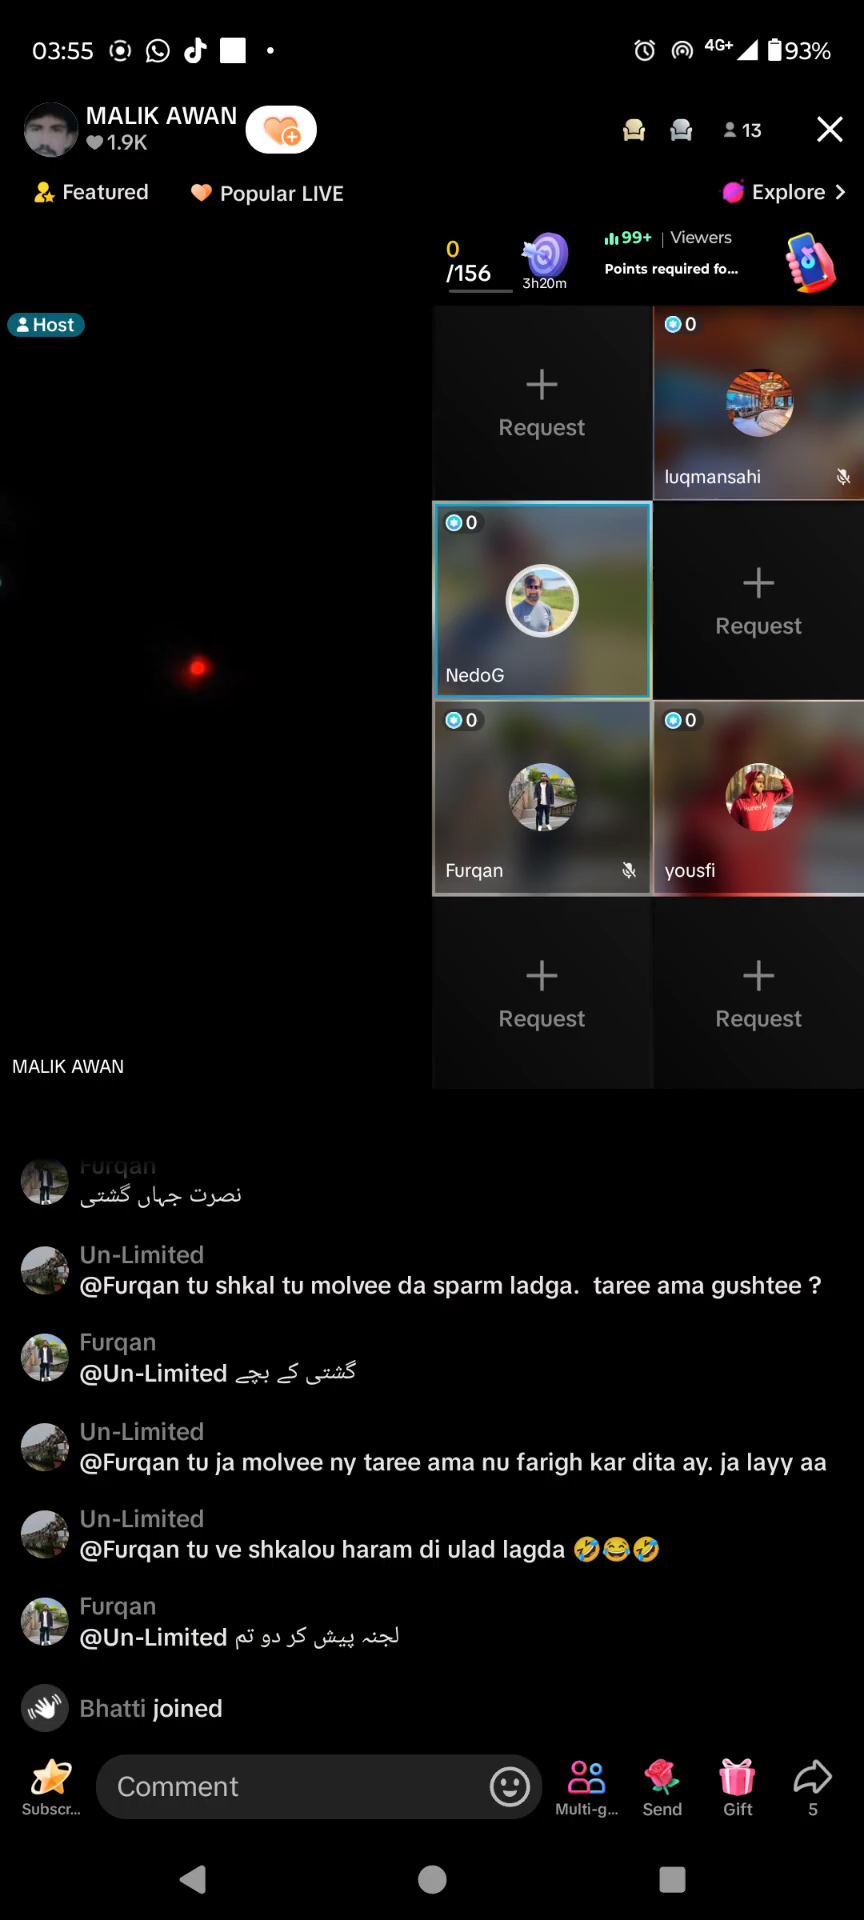 03:55
4G+ 93%
MALIK AWAN
1.9K
13
Featured
Popular LIVE
Explore
0
/156
3h20m
99+ | Viewers
Points required fo...
Host
Request
0
luqmansahi
0
NedoG
Request
0
Furqan
0
yousfi
Request
Request
MALIK AWAN
Furqan
نصرت جہاں گشتی
Un-Limited
@Furqan tu shkal tu molvee da sparm ladga. taree ama gushtee ?
Furqan
@Un-Limited گشتی کے بچے
Un-Limited
@Furqan tu ja molvee ny taree ama nu farigh kar dita ay. ja layy aa
Un-Limited
@Furqan tu ve shkalou haram di ulad lagda 🤣😂🤣
Furqan
@Un-Limited لجنہ پیش کر دو تم
Bhatti joined
Subscr...
Comment
Multi-g...
Send
Gift
5